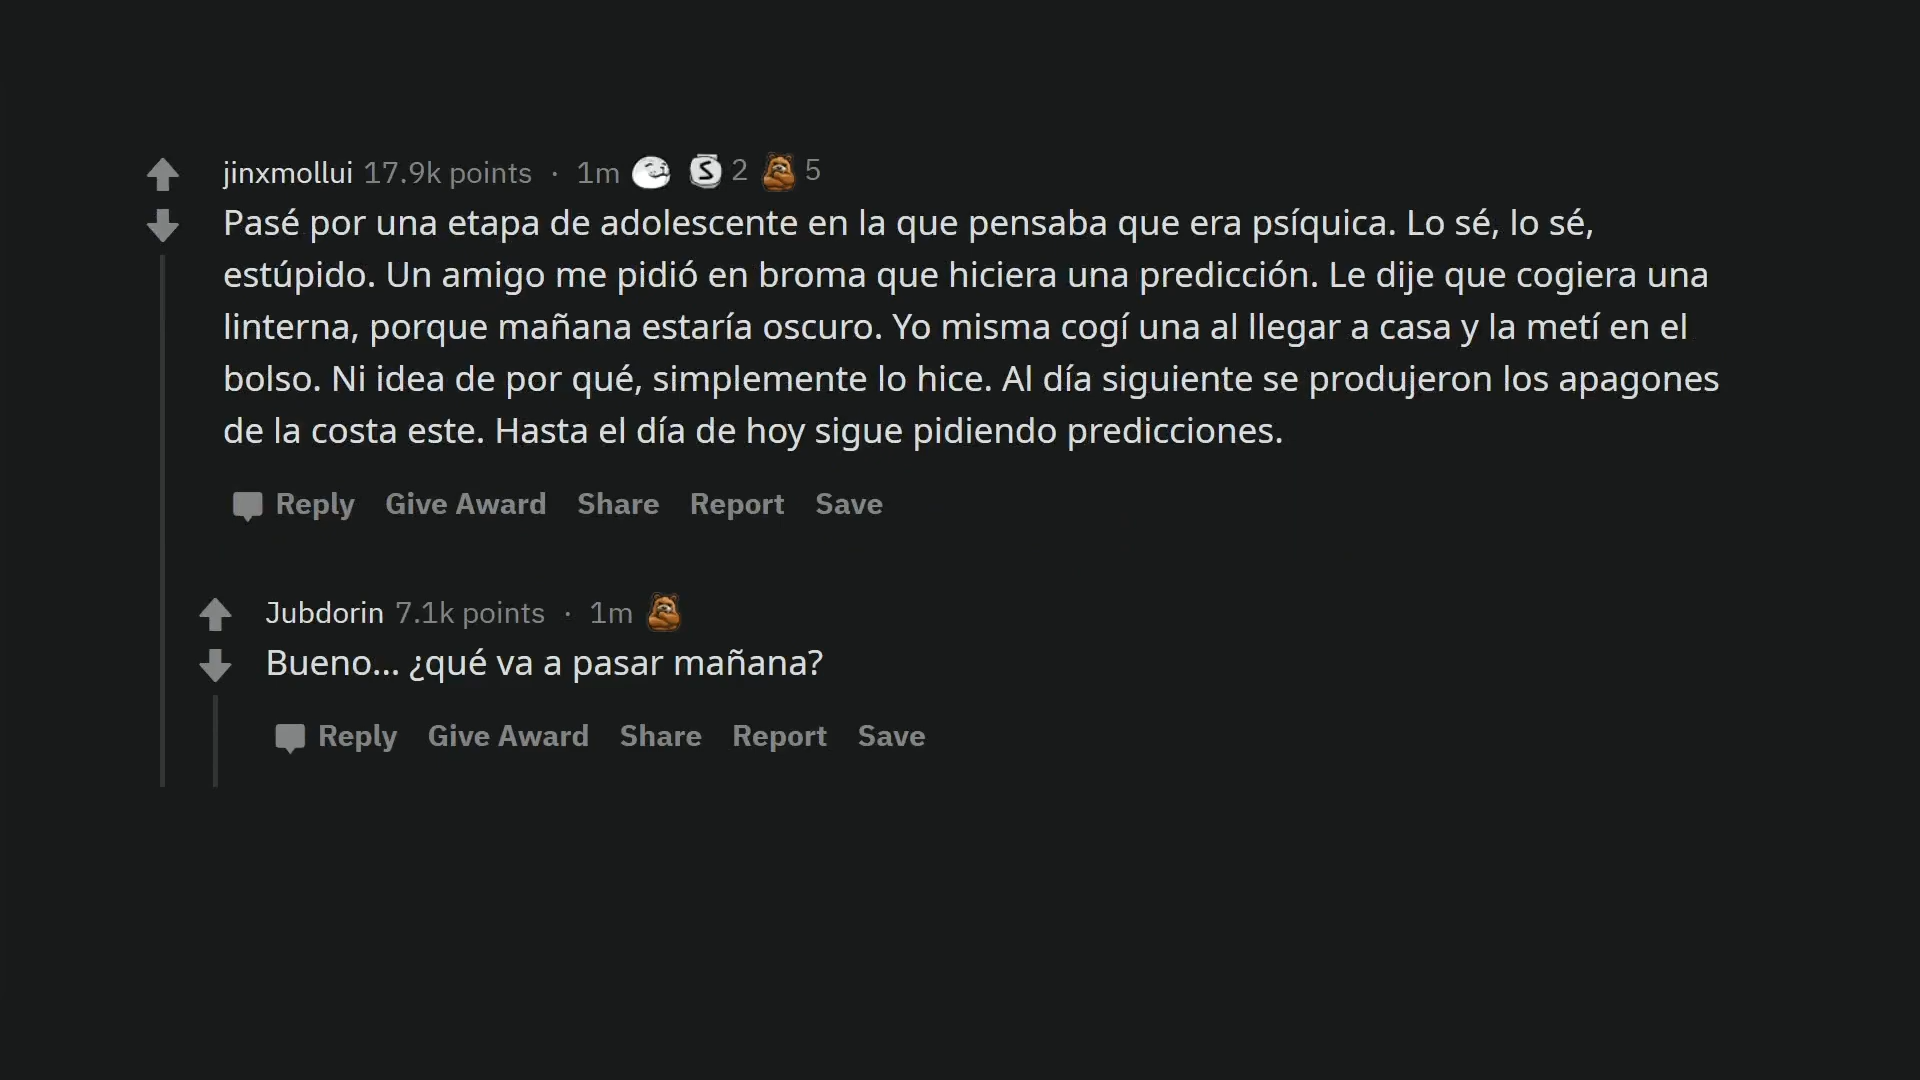 jinxmollui 17.9k points · 1m 2 5
Pasé por una etapa de adolescente en la que pensaba que era psíquica. Lo sé, lo sé,
estúpido. Un amigo me pidió en broma que hiciera una predicción. Le dije que cogiera una
linterna, porque mañana estaría oscuro. Yo misma cogí una al llegar a casa y la metí en el
bolso. Ni idea de por qué, simplemente lo hice. Al día siguiente se produjeron los apagones
de la costa este. Hasta el día de hoy sigue pidiendo predicciones.
Reply Give Award Share Report Save
Jubdorin 7.1k points · 1m
Bueno... ¿qué va a pasar mañana?
Reply Give Award Share Report Save